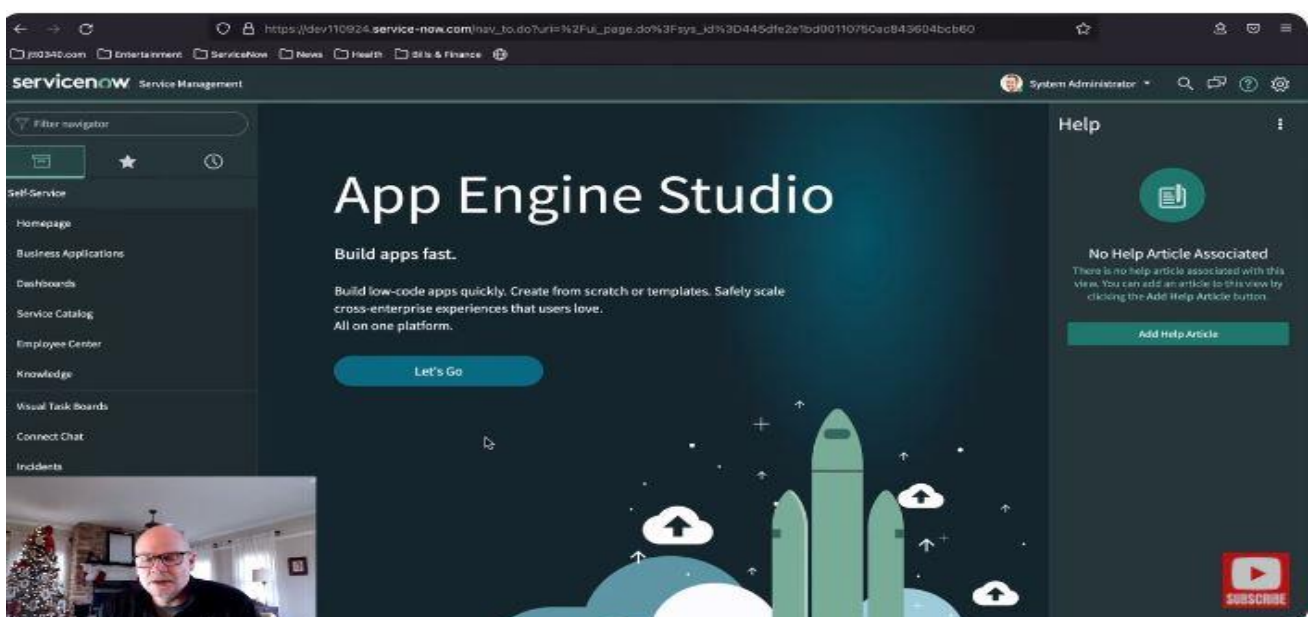 https://dev110924.service-now.com/nav_to.do?uri=%2Fui_page.do%3Fsys_id%3D445dfe2e1bd00110750ac843604bcb60
Entertainment ServiceNow News Health Bills & Finance
servicenow Service Management
System Administrator
Filter navigator
Self-Service
Homepage
Business Applications
Dashboards
Service Catalog
Employee Center
Knowledge
Visual Task Boards
Connect Chat
Incidents
App Engine Studio
Build apps fast.
Build low-code apps quickly. Create from scratch or templates. Safely scale
cross-enterprise experiences that users love.
All on one platform.
Let's Go
Help
No Help Article Associated
There is no help article associated with this
view. You can add an article to this view by
clicking the Add Help Article button.
Add Help Article
SUBSCRIBE